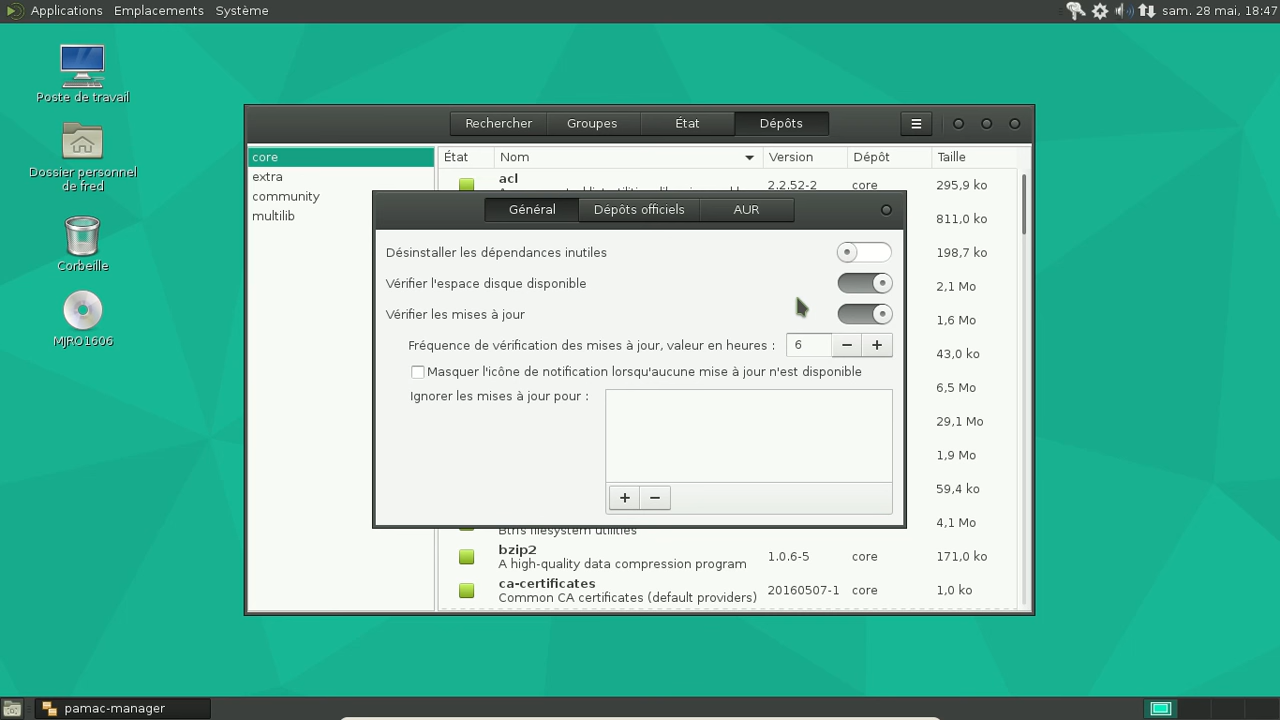 Applications Emplacements Système
sam. 28 mai, 18:47
Poste de travail
Dossier personnel
de fred
Corbeille
MJRO1606
Rechercher Groupes État Dépôts
core
extra
community
multilib
État Nom Version Dépôt Taille
acl
2.2.52-2 core 295,9 ko
811,0 ko
198,7 ko
2,1 Mo
1,6 Mo
43,0 ko
6,5 Mo
29,1 Mo
1,9 Mo
59,4 ko
4,1 Mo
Général Dépôts officiels AUR
Désinstaller les dépendances inutiles
Vérifier l'espace disque disponible
Vérifier les mises à jour
Fréquence de vérification des mises à jour, valeur en heures : 6 − +
Masquer l'icône de notification lorsqu'aucune mise à jour n'est disponible
Ignorer les mises à jour pour :
+ −
Btrfs filesystem utilities
bzip2
A high-quality data compression program
1.0.6-5 core 171,0 ko
ca-certificates
Common CA certificates (default providers)
20160507-1 core 1,0 ko
pamac-manager